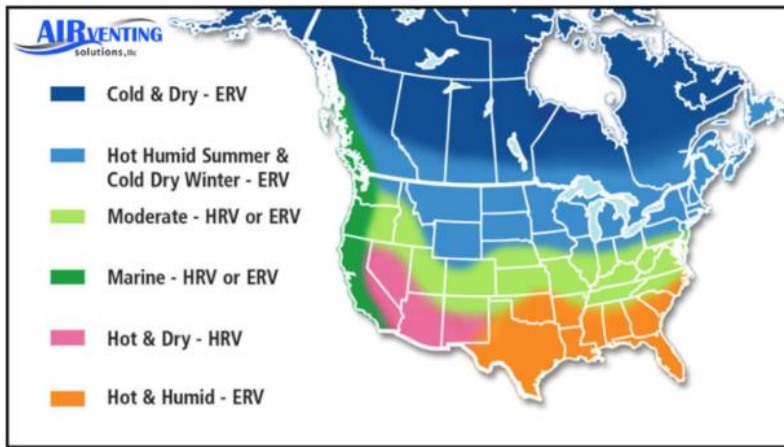 AIRVENTING
solutions,llc
Cold & Dry - ERV
Hot Humid Summer &
Cold Dry Winter - ERV
Moderate - HRV or ERV
Marine - HRV or ERV
Hot & Dry - HRV
Hot & Humid - ERV